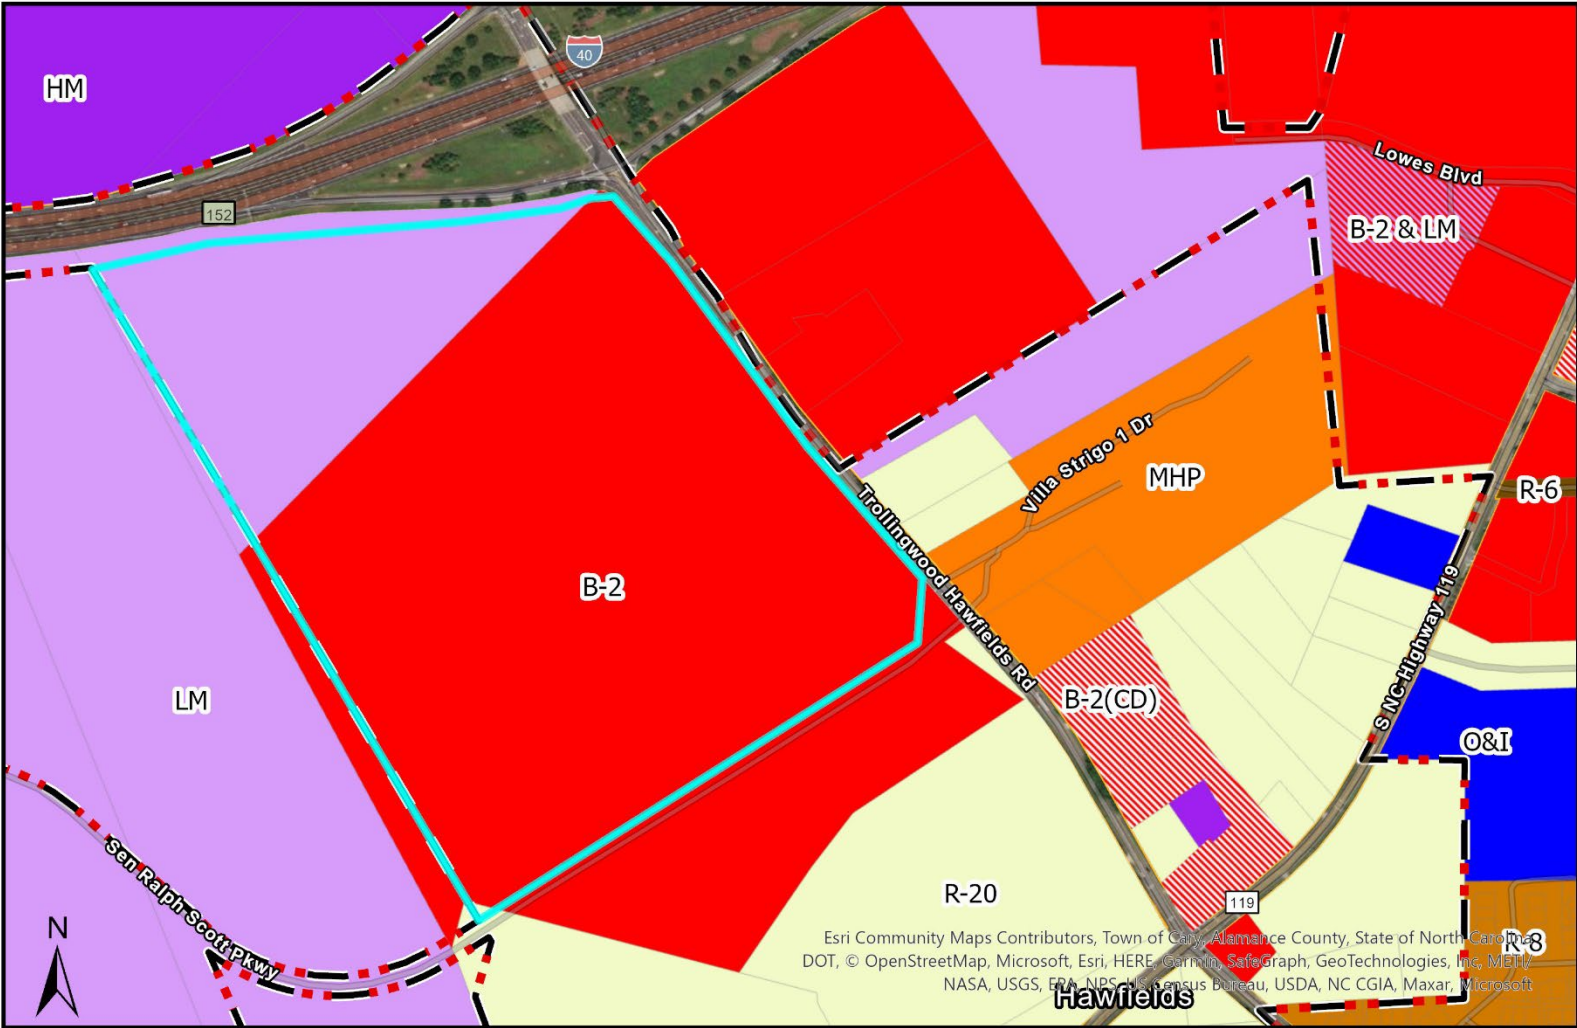 40
HM
Lowes Blvd
152
B-2 & LM
Villa Strigo 1 Dr
MHP
R-6
Trollingwood Hawfields Rd
B-2
S NC Highway 119
LM
B-2(CD)
O&I
Sen Ralph Scott Pkwy
R-20
119
N
R-8
Esri Community Maps Contributors, Town of Cary, Alamance County, State of North Carolina
DOT, © OpenStreetMap, Microsoft, Esri, HERE, Garmin, SafeGraph, GeoTechnologies, Inc, METI/
NASA, USGS, EPA, NPS, US Census Bureau, USDA, NC CGIA, Maxar, Microsoft
Hawfields